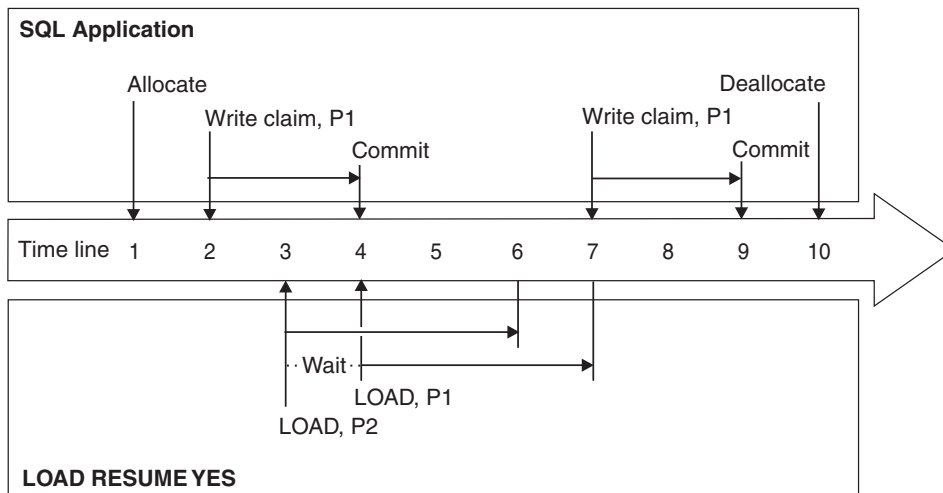 SQL Application
Allocate
Deallocate
Write claim, P1
Write claim, P1
Commit
Commit
Time line 1 2 3 4 5 6 7 8 9 10
Wait
LOAD, P1
LOAD, P2
LOAD RESUME YES